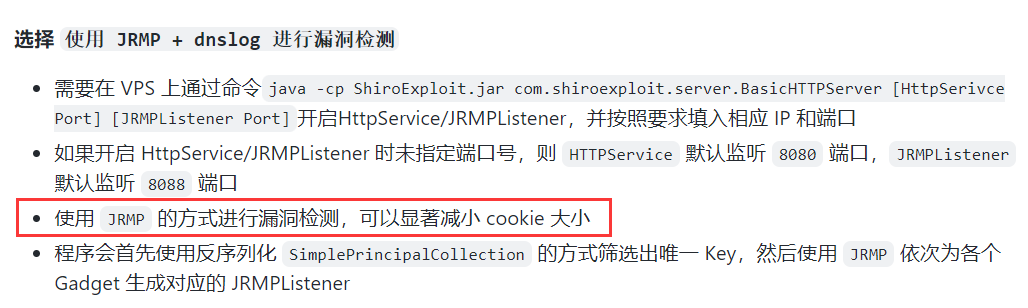 选择 使用 JRMP + dnslog 进行漏洞检测
需要在 VPS 上通过命令 java -cp ShiroExploit.jar com.shiroexploit.server.BasicHTTPServer [HttpSerivce
Port] [JRMPListener Port] 开启HttpService/JRMPListener，并按照要求填入相应 IP 和端口
如果开启 HttpService/JRMPListener 时未指定端口号，则 HTTPService 默认监听 8080 端口，JRMPListener
默认监听 8088 端口
使用 JRMP 的方式进行漏洞检测，可以显著减小 cookie 大小
程序会首先使用反序列化 SimplePrincipalCollection 的方式筛选出唯一 Key，然后使用 JRMP 依次为各个
Gadget 生成对应的 JRMPListener